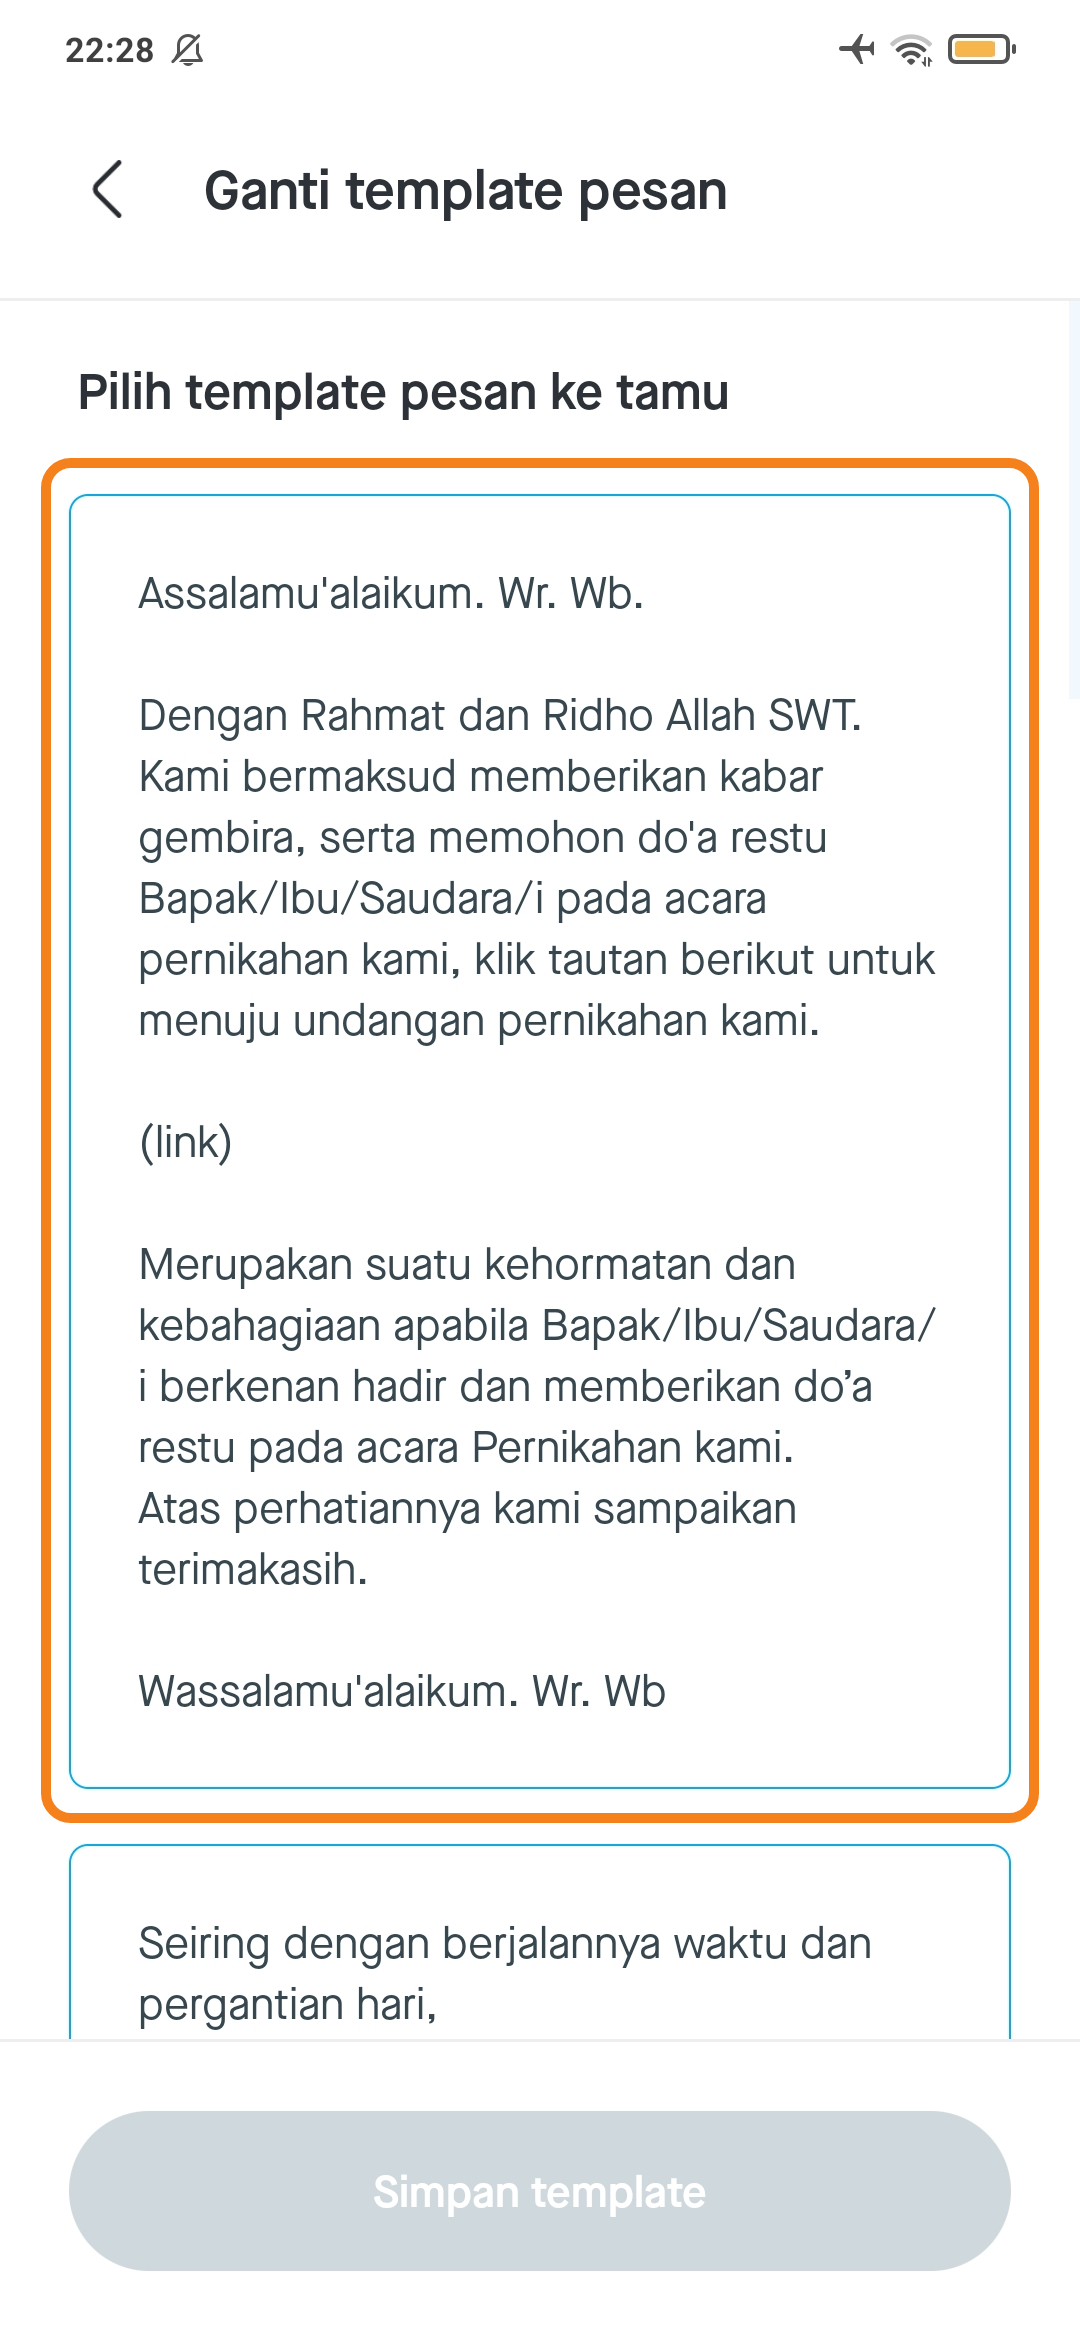 22:28
Ganti template pesan
Pilih template pesan ke tamu
Assalamu'alaikum. Wr. Wb.
Dengan Rahmat dan Ridho Allah SWT.
Kami bermaksud memberikan kabar
gembira, serta memohon do'a restu
Bapak/Ibu/Saudara/i pada acara
pernikahan kami, klik tautan berikut untuk
menuju undangan pernikahan kami.
(link)
Merupakan suatu kehormatan dan
kebahagiaan apabila Bapak/Ibu/Saudara/
i berkenan hadir dan memberikan do’a
restu pada acara Pernikahan kami.
Atas perhatiannya kami sampaikan
terimakasih.
Wassalamu'alaikum. Wr. Wb
Seiring dengan berjalannya waktu dan
pergantian hari,
Simpan template